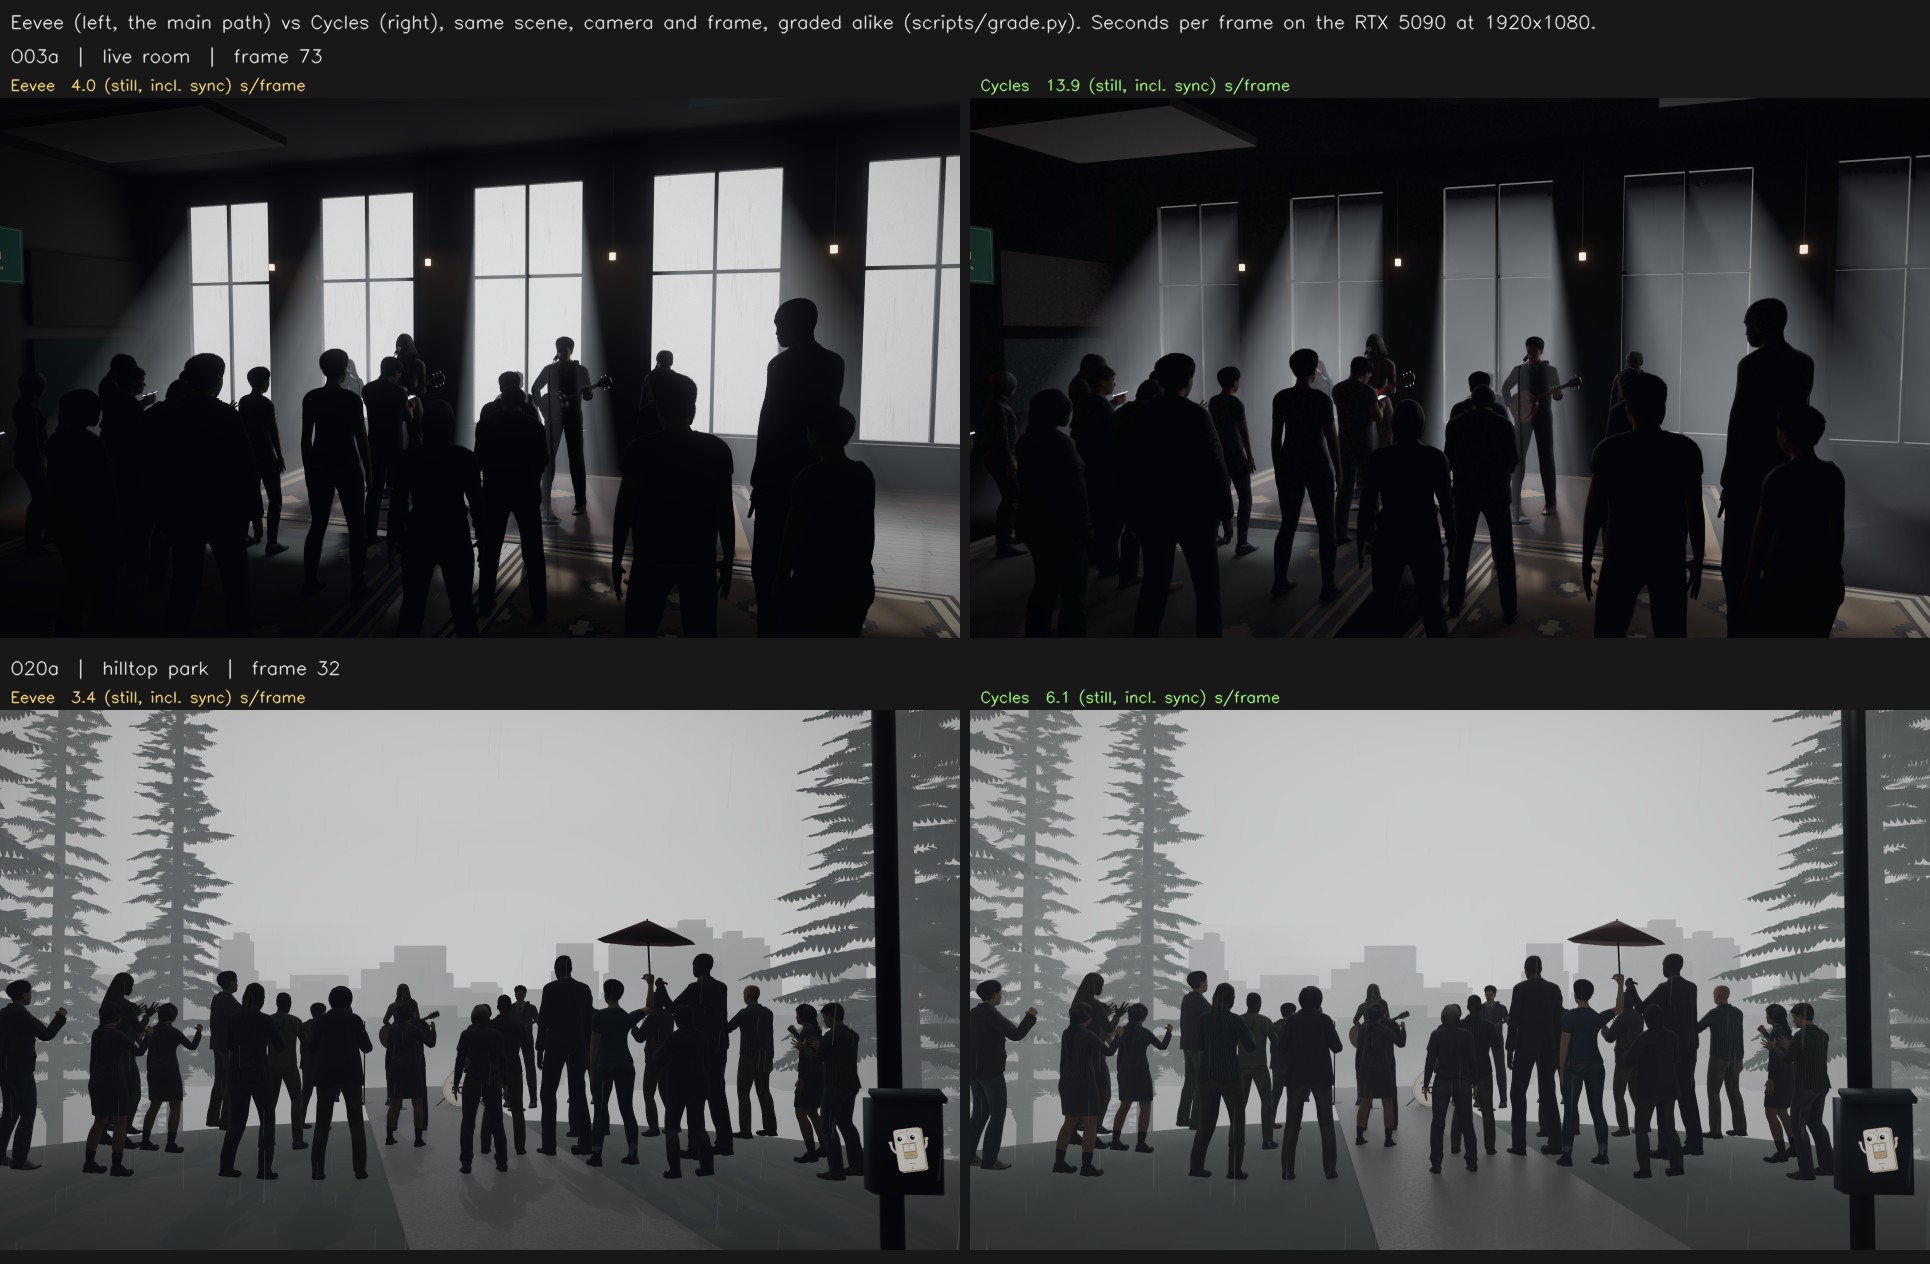 Eevee (left, the main path) vs Cycles (right), same scene, camera and frame, graded alike (scripts/grade.py). Seconds per frame on the RTX 5090 at 1920x1080.
003a | live room | frame 73
Eevee 4.0 (still, incl. sync) s/frame
Cycles 13.9 (still, incl. sync) s/frame
020a | hilltop park | frame 32
Eevee 3.4 (still, incl. sync) s/frame
Cycles 6.1 (still, incl. sync) s/frame